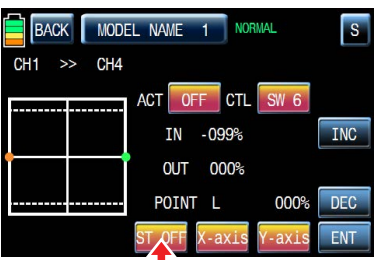 BACK MODEL NAME 1 NORMAL S
CH1 >> CH4
ACT OFF CTL SW 6
IN -099% INC
OUT 000%
POINT L 000% DEC
ST OFF X-axis Y-axis ENT